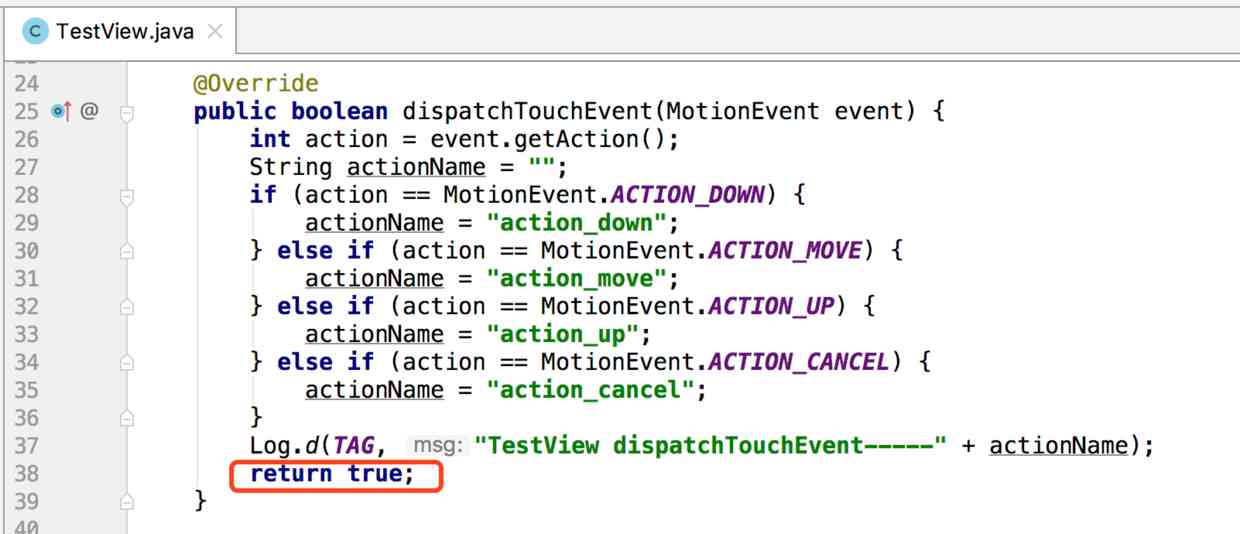 C TestView.java
24 @Override
25 @ public boolean dispatchTouchEvent(MotionEvent event) {
26 int action = event.getAction();
27 String actionName = "";
28 if (action == MotionEvent.ACTION_DOWN) {
29 actionName = "action_down";
30 } else if (action == MotionEvent.ACTION_MOVE) {
31 actionName = "action_move";
32 } else if (action == MotionEvent.ACTION_UP) {
33 actionName = "action_up";
34 } else if (action == MotionEvent.ACTION_CANCEL) {
35 actionName = "action_cancel";
36 }
37 Log.d(TAG, msg: "TestView dispatchTouchEvent-----" + actionName);
38 return true;
39 }
40